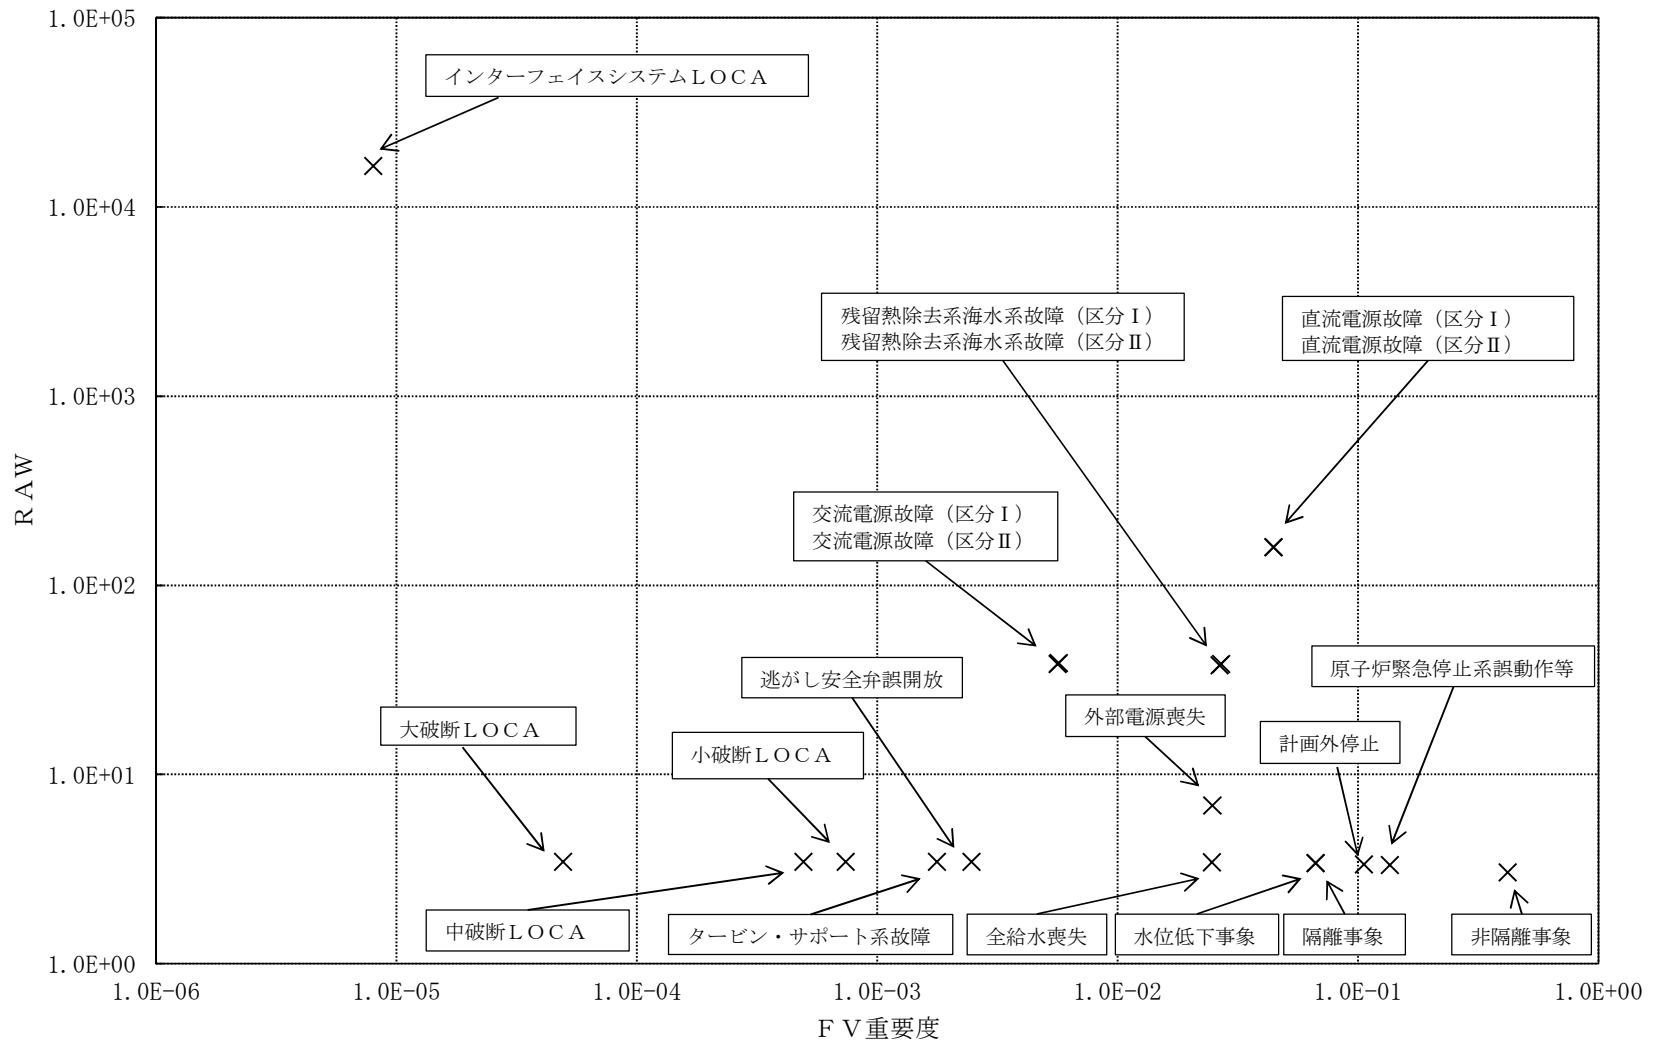 1.0E+05
インターフェイスシステムＬＯＣＡ
1.0E+04
残留熱除去系海水系故障（区分Ⅰ）
残留熱除去系海水系故障（区分Ⅱ）
直流電源故障（区分Ⅰ）
直流電源故障（区分Ⅱ）
1.0E+03
ＲＡＷ
交流電源故障（区分Ⅰ）
交流電源故障（区分Ⅱ）
1.0E+02
原子炉緊急停止系誤動作等
逃がし安全弁誤開放
外部電源喪失
大破断ＬＯＣＡ
小破断ＬＯＣＡ
計画外停止
1.0E+01
中破断ＬＯＣＡ
タービン・サポート系故障
全給水喪失
水位低下事象
隔離事象
非隔離事象
1.0E+00
1.0E-06
1.0E-05
1.0E-04
1.0E-03
1.0E-02
1.0E-01
1.0E+00
ＦＶ重要度